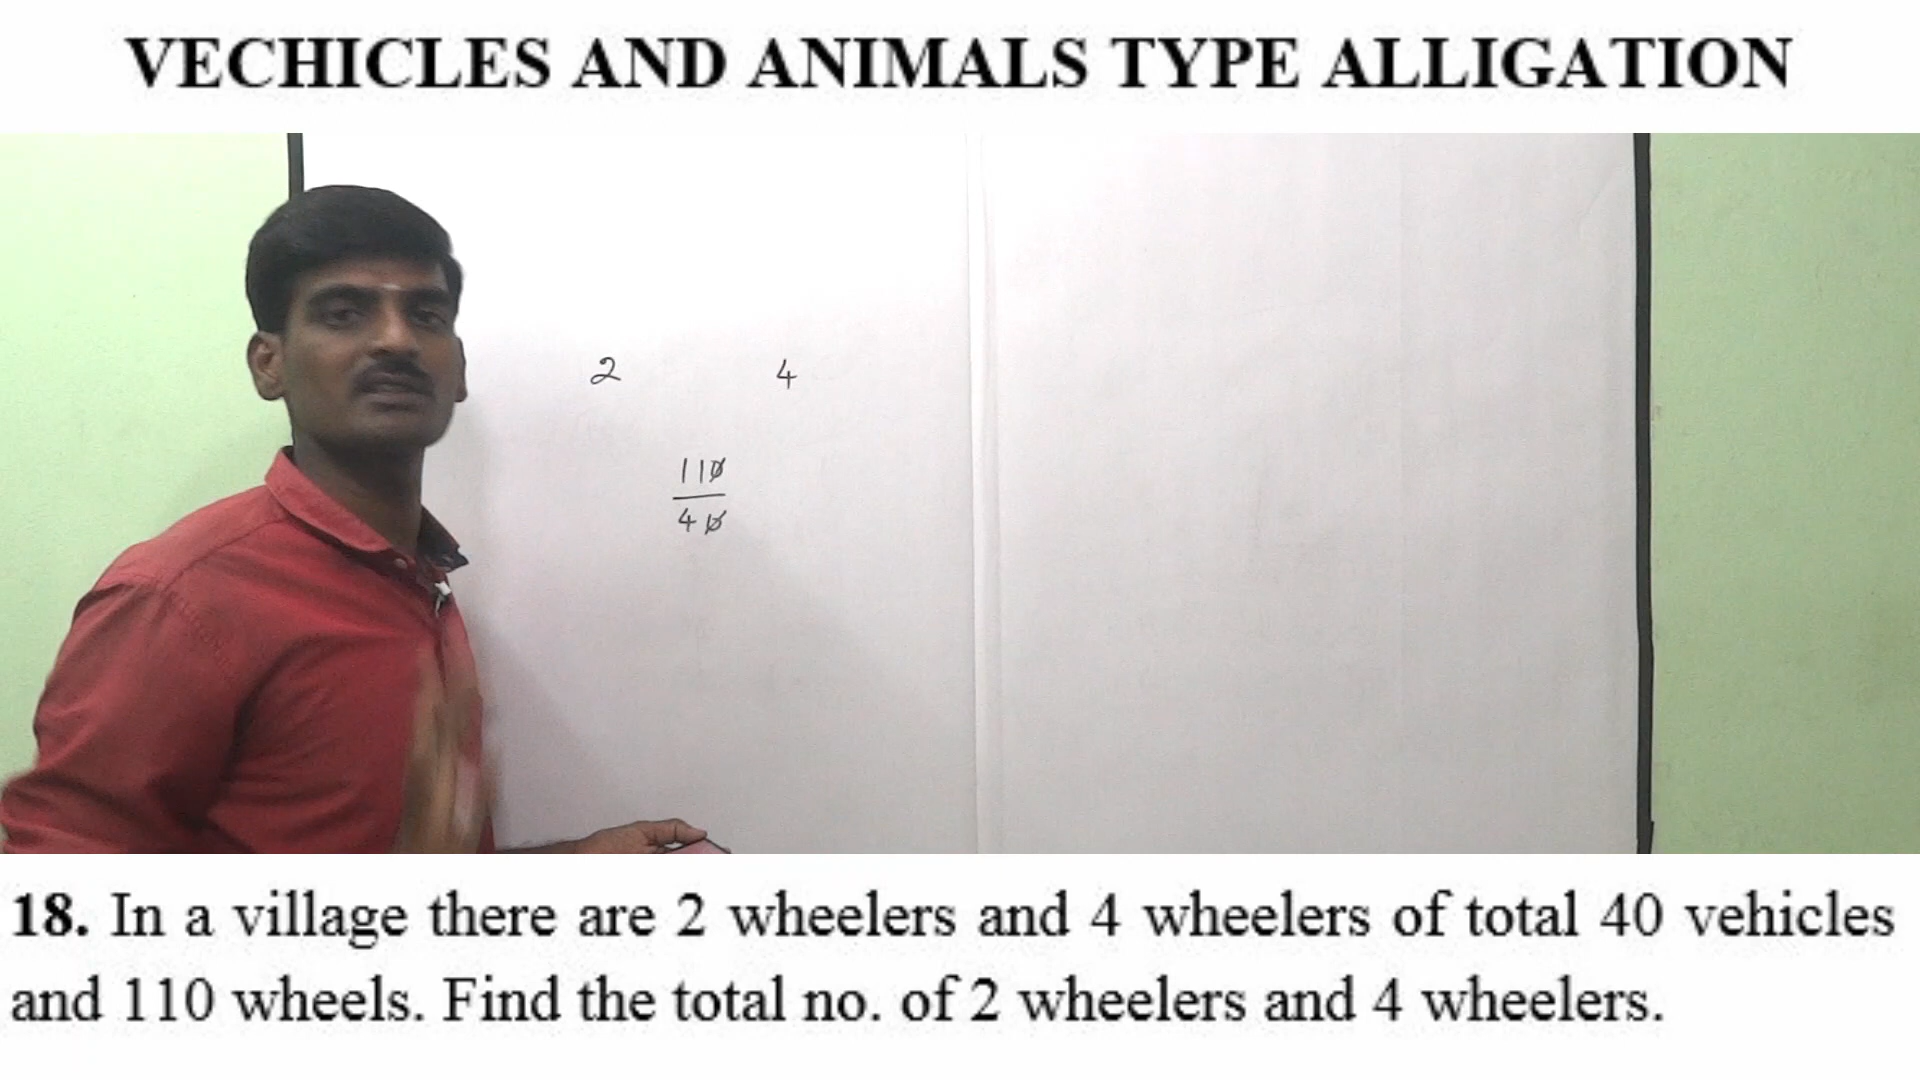 VECHICLES AND ANIMALS TYPE ALLIGATION
2 4
110
40
18. In a village there are 2 wheelers and 4 wheelers of total 40 vehicles
and 110 wheels. Find the total no. of 2 wheelers and 4 wheelers.